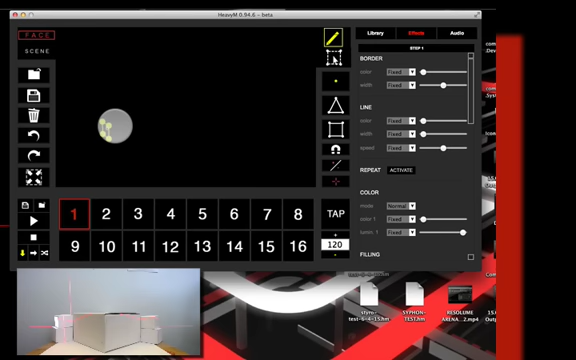 HeavyM 0.94.6 - beta
FACE
SCENE
Library
Effects
Audio
STEP 1
BORDER
color Fixed
width Fixed
LINE
color Fixed
width Fixed
speed Fixed
REPEAT ACTIVATE
COLOR
mode Normal
color 1 Fixed
lumin. 1 Fixed
FILLING
1 2 3 4 5 6 7 8
9 10 11 12 13 14 15 16
TAP
+
120
-
SYPHON-
TEST.hm
RESOLUME
ARENA...2.mp4